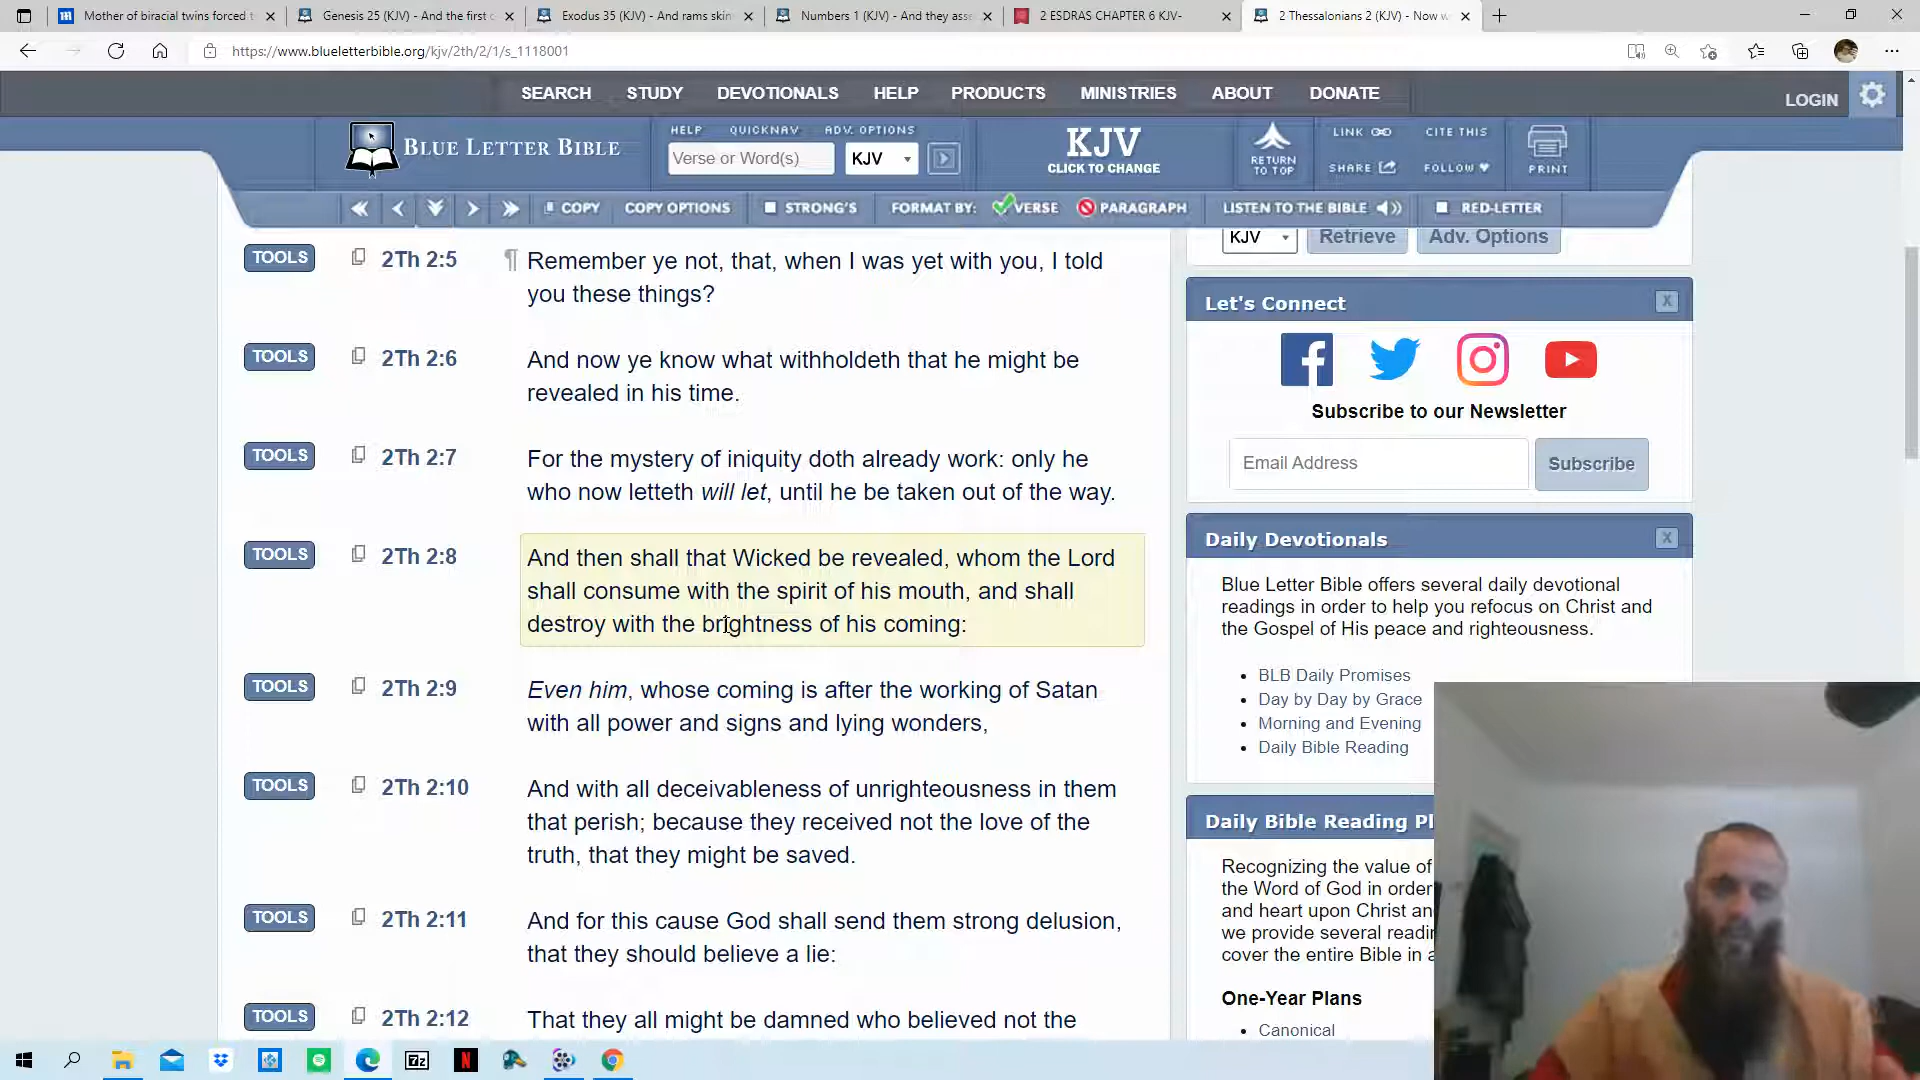 Mother of biracial twins forced t
Genesis 25 (KJV) - And the first c
Exodus 35 (KJV) - And rams skin
Numbers 1 (KJV) - And they asse
2 ESDRAS CHAPTER 6 KJV-
2 Thessalonians 2 (KJV) - Now w
https://www.blueletterbible.org/kjv/2th/2/1/s_1118001
SEARCH STUDY DEVOTIONALS HELP PRODUCTS MINISTRIES ABOUT DONATE
LOGIN
BLUE LETTER BIBLE
HELP QUICKNAV ADV. OPTIONS
Verse or Word(s) KJV
KJV
CLICK TO CHANGE
RETURN
TO TOP
LINK CITE THIS
SHARE FOLLOW
PRINT
COPY COPY OPTIONS STRONG'S FORMAT BY: VERSE PARAGRAPH LISTEN TO THE BIBLE RED-LETTER
TOOLS 2Th 2:5 ¶ Remember ye not, that, when I was yet with you, I told
you these things?
TOOLS 2Th 2:6 And now ye know what withholdeth that he might be
revealed in his time.
TOOLS 2Th 2:7 For the mystery of iniquity doth already work: only he
who now letteth will let, until he be taken out of the way.
TOOLS 2Th 2:8 And then shall that Wicked be revealed, whom the Lord
shall consume with the spirit of his mouth, and shall
destroy with the brightness of his coming:
TOOLS 2Th 2:9 Even him, whose coming is after the working of Satan
with all power and signs and lying wonders,
TOOLS 2Th 2:10 And with all deceivableness of unrighteousness in them
that perish; because they received not the love of the
truth, that they might be saved.
TOOLS 2Th 2:11 And for this cause God shall send them strong delusion,
that they should believe a lie:
TOOLS 2Th 2:12 That they all might be damned who believed not the
KJV Retrieve Adv. Options
Let's Connect X
Subscribe to our Newsletter
Email Address Subscribe
Daily Devotionals X
Blue Letter Bible offers several daily devotional
readings in order to help you refocus on Christ and
the Gospel of His peace and righteousness.
• BLB Daily Promises
• Day by Day by Grace
• Morning and Evening
• Daily Bible Reading
Daily Bible Reading Pl
Recognizing the value of
the Word of God in order
and heart upon Christ an
we provide several readi
cover the entire Bible in a
One-Year Plans
• Canonical
7z
N